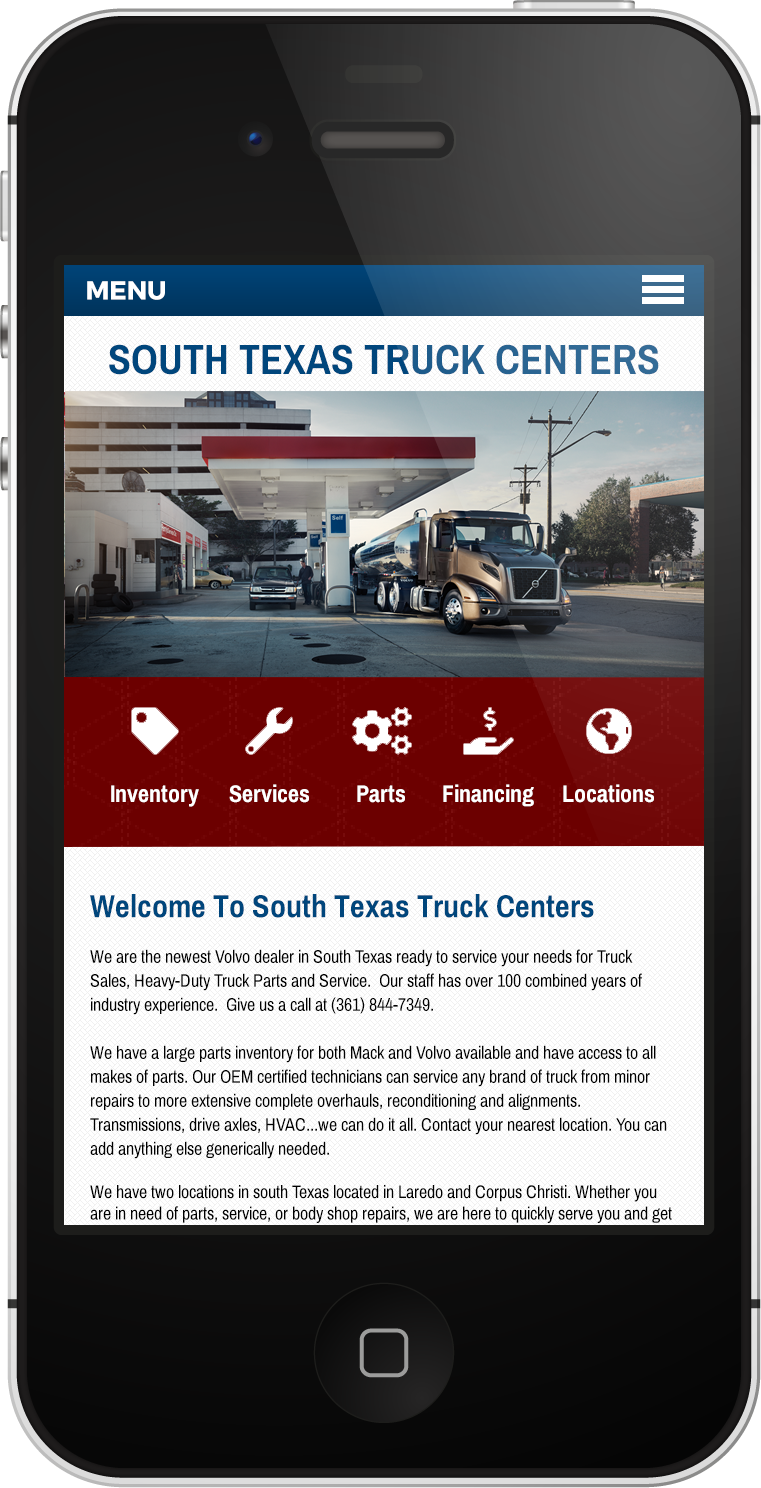 MENU
SOUTH TEXAS TRUCK CENTERS
Self
Inventory Services Parts Financing Locations
Welcome To South Texas Truck Centers
We are the newest Volvo dealer in South Texas ready to service your needs for Truck
Sales, Heavy-Duty Truck Parts and Service. Our staff has over 100 combined years of
industry experience. Give us a call at (361) 844-7349.
We have a large parts inventory for both Mack and Volvo available and have access to all
makes of parts. Our OEM certified technicians can service any brand of truck from minor
repairs to more extensive complete overhauls, reconditioning and alignments.
Transmissions, drive axles, HVAC...we can do it all. Contact your nearest location. You can
add anything else generically needed.
We have two locations in south Texas located in Laredo and Corpus Christi. Whether you
are in need of parts, service, or body shop repairs, we are here to quickly serve you and get